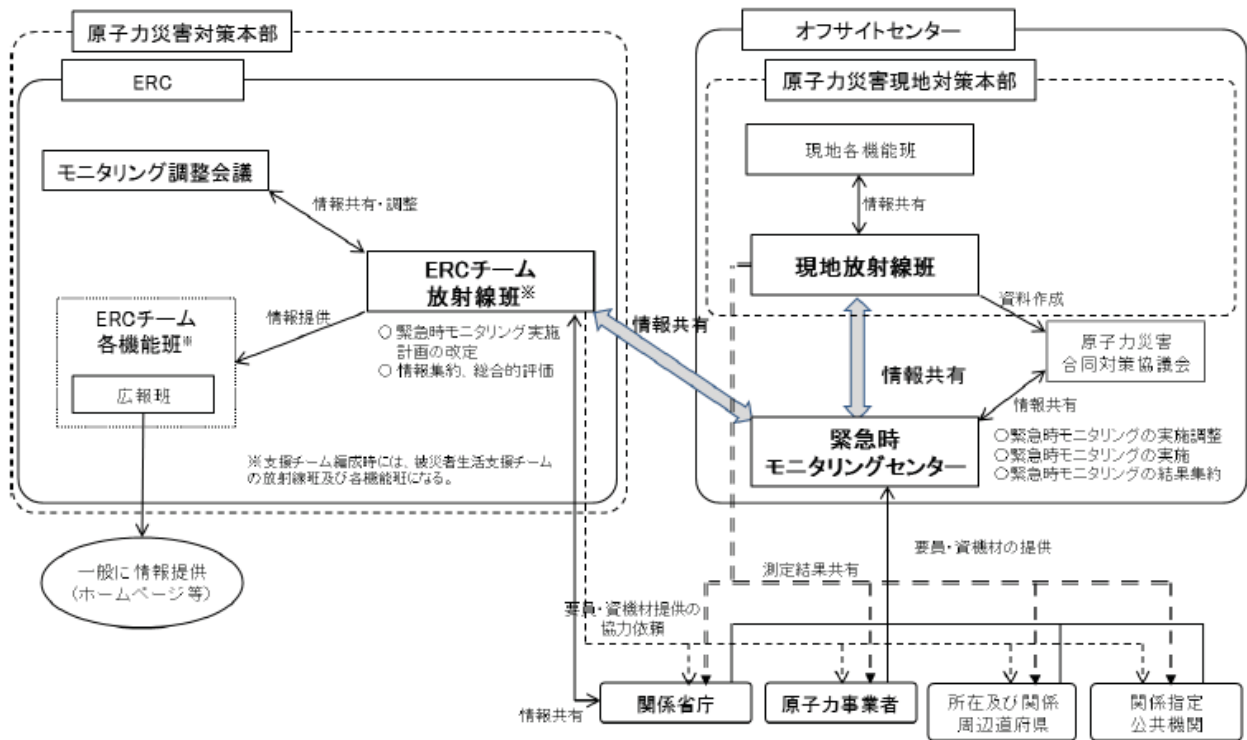 原子力災害対策本部
ERC
モニタリング調整会議
情報共有・調整
ERCチーム
放射線班※
情報提供
ERCチーム
各機能班※
広報班
○ 緊急時モニタリング実施
計画の改定
○ 情報集約、総合的評価
※支援チーム編成時には、被災者生活支援チーム
の放射線班及び各機能班になる。
一般に情報提供
(ホームページ等)
オフサイトセンター
原子力災害現地対策本部
現地各機能班
情報共有
現地放射線班
資料作成
情報共有
情報共有
原子力災害
合同対策協議会
情報共有
緊急時
モニタリングセンター
○緊急時モニタリングの実施調整
○緊急時モニタリングの実施
○緊急時モニタリングの結果集約
要員・資機材の提供
測定結果共有
要員・資機材提供の
協力依頼
情報共有
関係省庁
原子力事業者
所在及び関係
周辺道府県
関係指定
公共機関